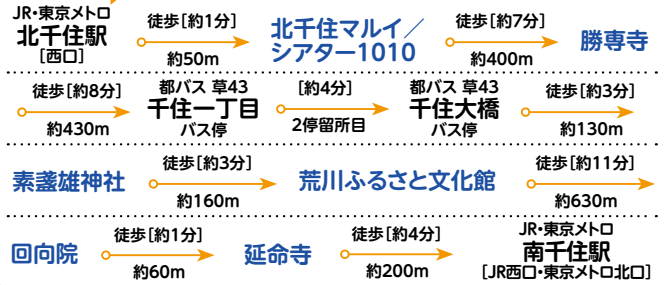 JR・東京メトロ
北千住駅
[西口]
徒歩[約1分]
約50m
北千住マルイ／
シアター1010
徒歩[約7分]
約400m
勝専寺
徒歩[約8分]
約430m
都バス 草43
千住一丁目
バス停
[約4分]
2停留所目
都バス 草43
千住大橋
バス停
徒歩[約3分]
約130m
素盞雄神社
徒歩[約3分]
約160m
荒川ふるさと文化館
徒歩[約11分]
約630m
回向院
徒歩[約1分]
約60m
延命寺
徒歩[約4分]
約200m
JR・東京メトロ
南千住駅
[JR西口・東京メトロ北口]